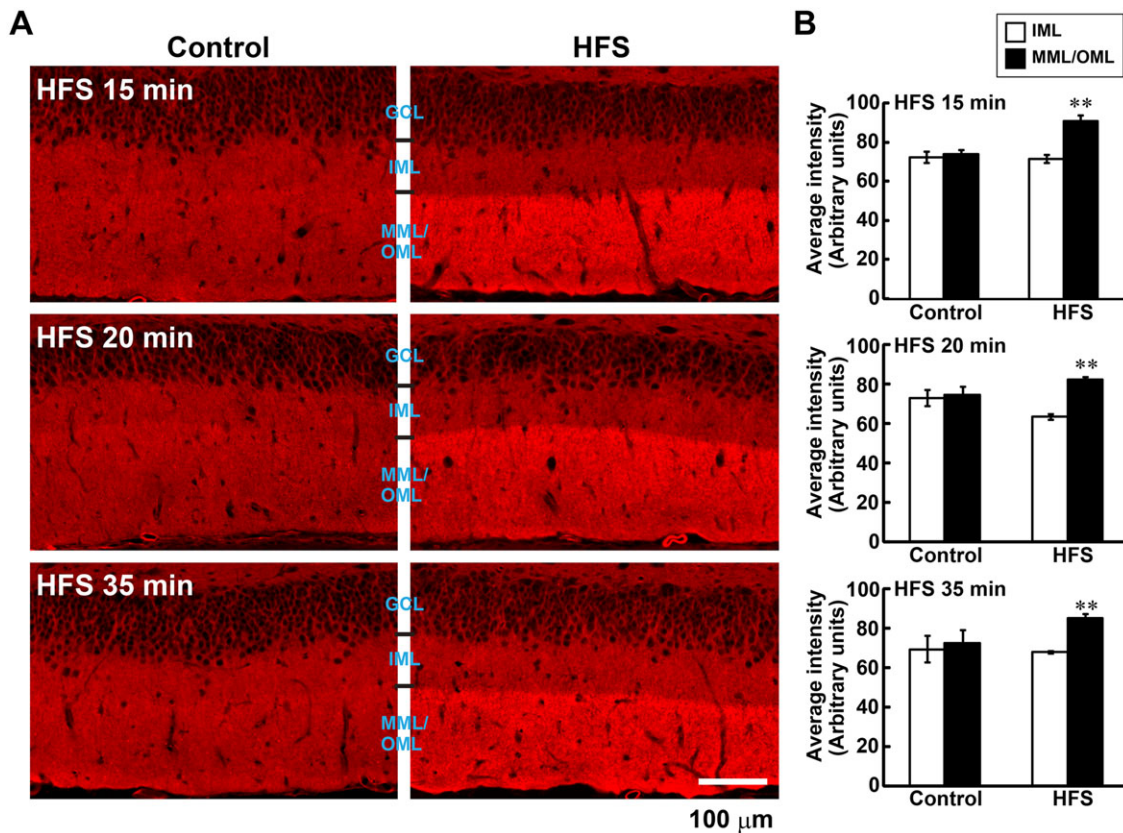 A
Control
HFS
HFS 15 min
GCL
IML
MML/
OML
HFS 20 min
GCL
IML
MML/
OML
HFS 35 min
GCL
IML
MML/
OML
100 μm
B
IML
MML/OML
HFS 15 min
**
Average intensity
(Arbitrary units)
100
80
60
40
20
0
Control
HFS
HFS 20 min
**
Average intensity
(Arbitrary units)
100
80
60
40
20
0
Control
HFS
HFS 35 min
**
Average intensity
(Arbitrary units)
100
80
60
40
20
0
Control
HFS